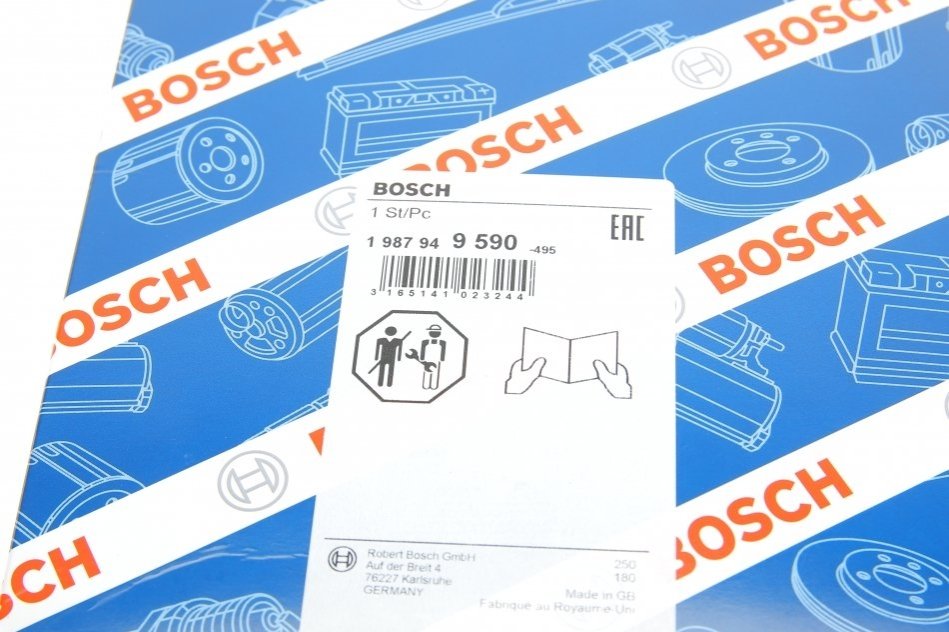 BOSCH
BOSCH
BOSCH
BOSCH
BOSCH
BOSCH
BOSCH
BOSCH
1 St/Pc
EAC
1 987 94 9 590 -495
3 165141 023244
Robert Bosch GmbH
Auf der Breit 4
76227 Karlsruhe
GERMANY
250
180
Made in GB
Fabriqué au Royaume-Uni